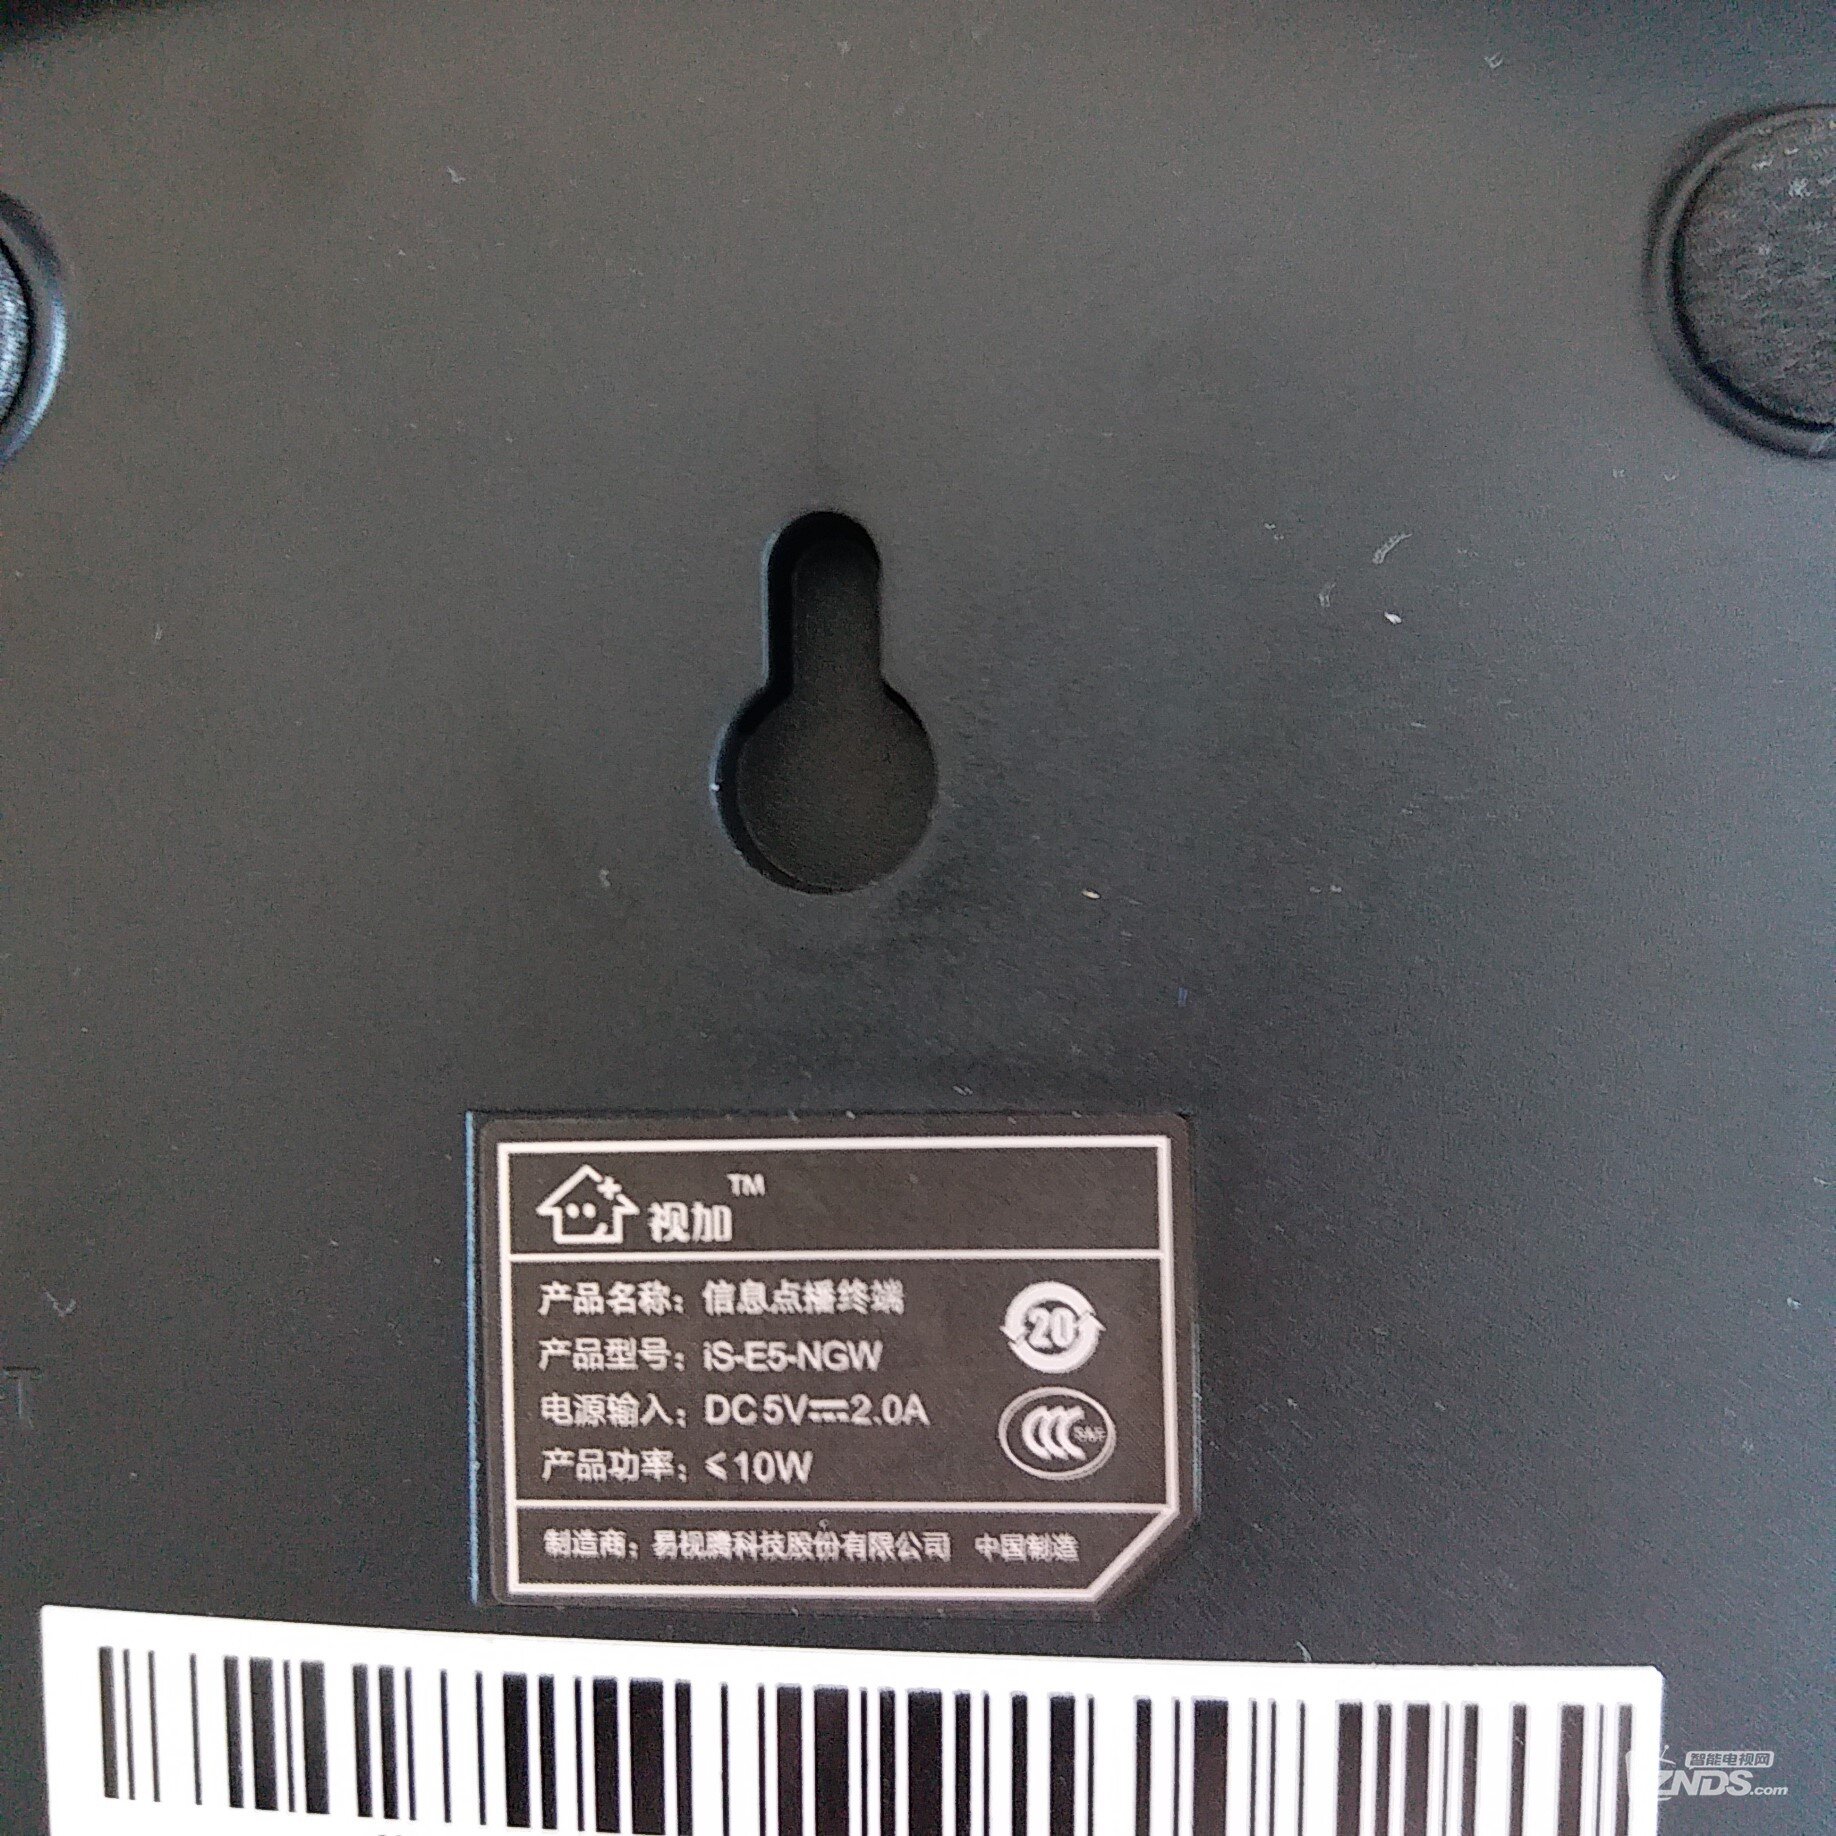 视加™
产品名称：信息点播终端
产品型号：iS-E5-NGW
电源输入：DC5V⎓2.0A
产品功率：<10W
20
制造商：易视腾科技股份有限公司 中国制造
T
智能电视网
ZNDS.com